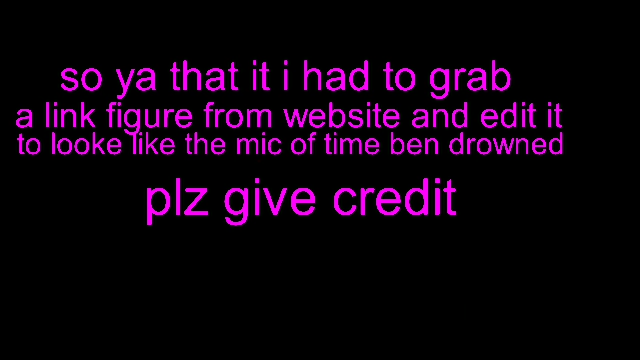 so ya that it i had to grab
a link figure from website and edit it
to looke like the mic of time ben drowned
plz give credit